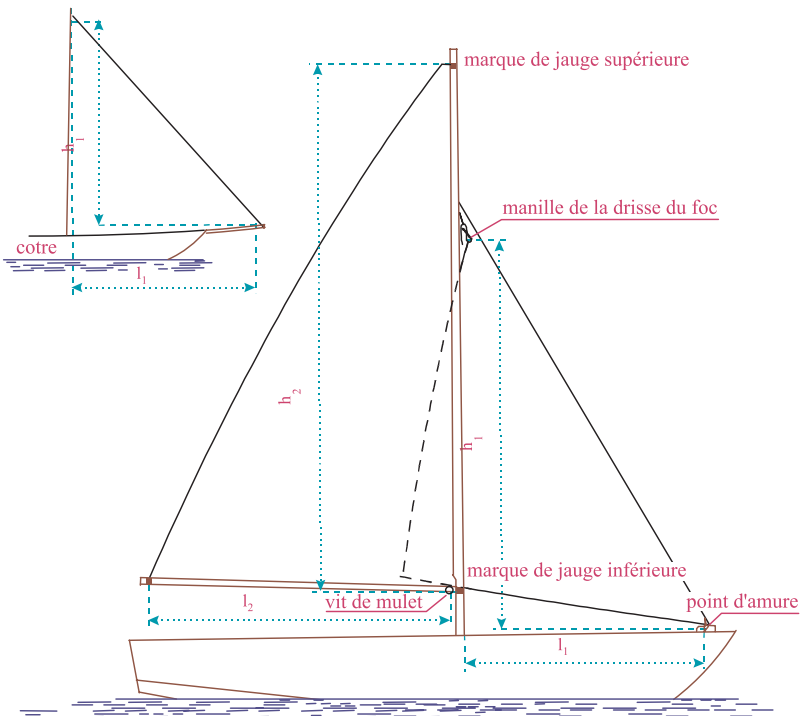 marque de jauge supérieure
h1
manille de la drisse du foc
cotre
l1
h2
h1
marque de jauge inférieure
l2
vit de mulet
point d'amure
l1